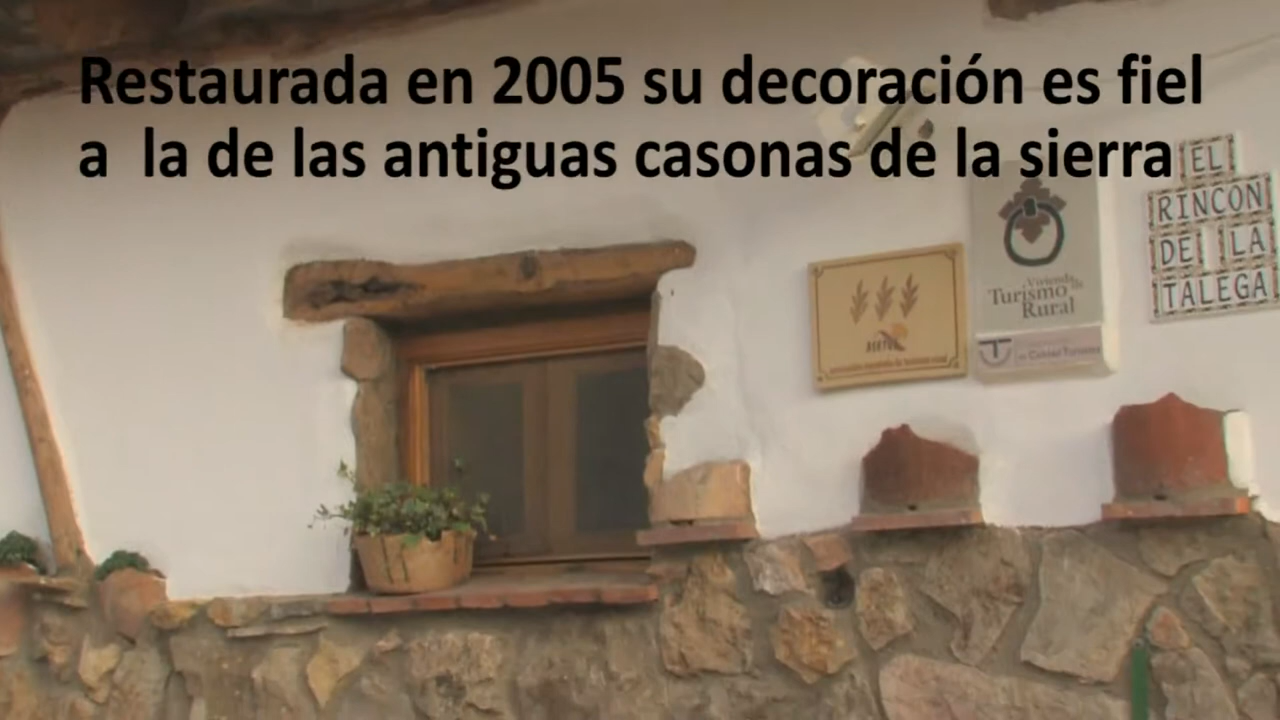 Restaurada en 2005 su decoración es fiel
a la de las antiguas casonas de la sierra
EL
RINCON
DE LA
TALEGA
Vivienda
Turismo
Rural